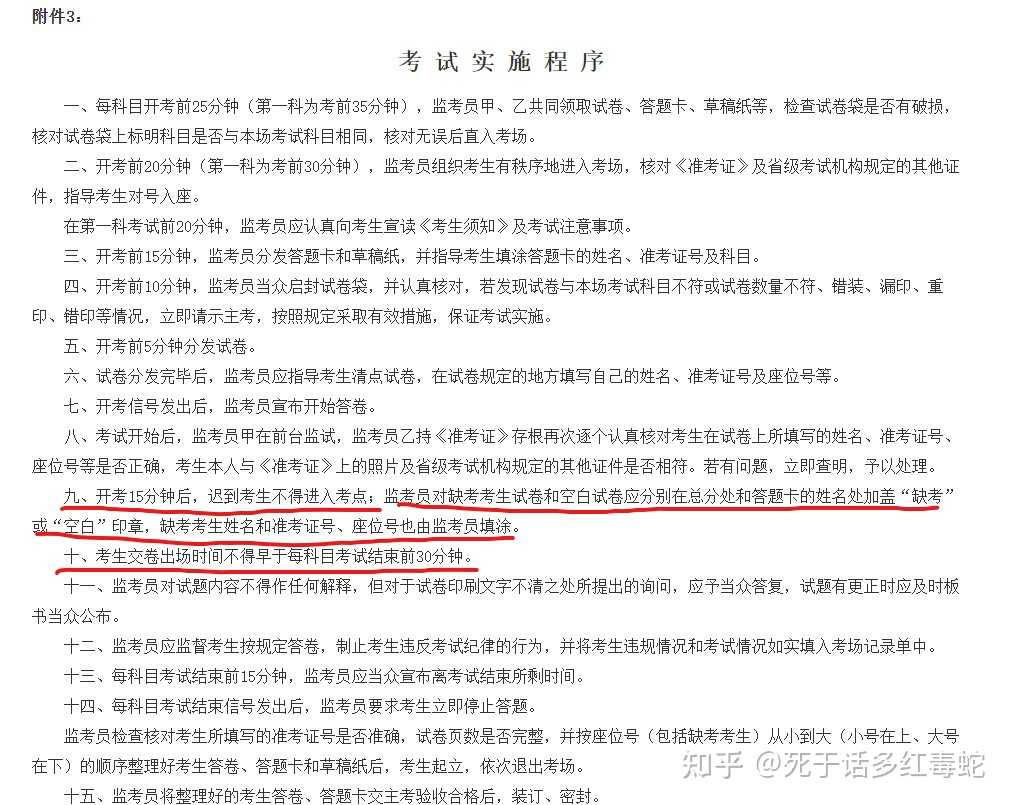 附件3：
考试实施程序
一、每科目开考前25分钟（第一科为考前35分钟），监考员甲、乙共同领取试卷、答题卡、草稿纸等，检查试卷袋是否有破损，
核对试卷袋上标明科目是否与本场考试科目相同，核对无误后直入考场。
二、开考前20分钟（第一科为考前30分钟），监考员组织考生有秩序地进入考场，核对《准考证》及省级考试机构规定的其他证
件，指导考生对号入座。
在第一科考试前20分钟，监考员应认真向考生宣读《考生须知》及考试注意事项。
三、开考前15分钟，监考员分发答题卡和草稿纸，并指导考生填涂答题卡的姓名、准考证号及科目。
四、开考前10分钟，监考员当众启封试卷袋，并认真核对，若发现试卷与本场考试科目不符或试卷数量不符、错装、漏印、重
印、错印等情况，立即请示主考，按照规定采取有效措施，保证考试实施。
五、开考前5分钟分发试卷。
六、试卷分发完毕后，监考员应指导考生清点试卷，在试卷规定的地方填写自己的姓名、准考证号及座位号等。
七、开考信号发出后，监考员宣布开始答卷。
八、考试开始后，监考员甲在前台监试，监考员乙持《准考证》存根再次逐个认真核对考生在试卷上所填写的姓名、准考证号、
座位号等是否正确，考生本人与《准考证》上的照片及省级考试机构规定的其他证件是否相符。若有问题，立即查明，予以处理。
九、开考15分钟后，迟到考生不得进入考点；监考员对缺考考生试卷和空白试卷应分别在总分处和答题卡的姓名处加盖“缺考”
或“空白”印章，缺考考生姓名和准考证号、座位号也由监考员填涂。
十、考生交卷出场时间不得早于每科目考试结束前30分钟。
十一、监考员对试题内容不得作任何解释，但对于试卷印刷文字不清之处所提出的询问，应予当众答复，试题有更正时应及时板
书当众公布。
十二、监考员应监督考生按规定答卷，制止考生违反考试纪律的行为，并将考生违规情况和考试情况如实填入考场记录单中。
十三、每科目考试结束前15分钟，监考员应当众宣布离考试结束所剩时间。
十四、每科目考试结束信号发出后，监考员要求考生立即停止答题。
监考员检查核对考生所填写的准考证号是否准确，试卷页数是否完整，并按座位号（包括缺考考生）从小到大（小号在上、大号
在下）的顺序整理好考生答卷、答题卡和草稿纸后，考生起立，依次退出考场。
十五、监考员将整理好的考生答卷、答题卡交主考验收合格后，装订、密封。
知乎 @死于话多红毒蛇